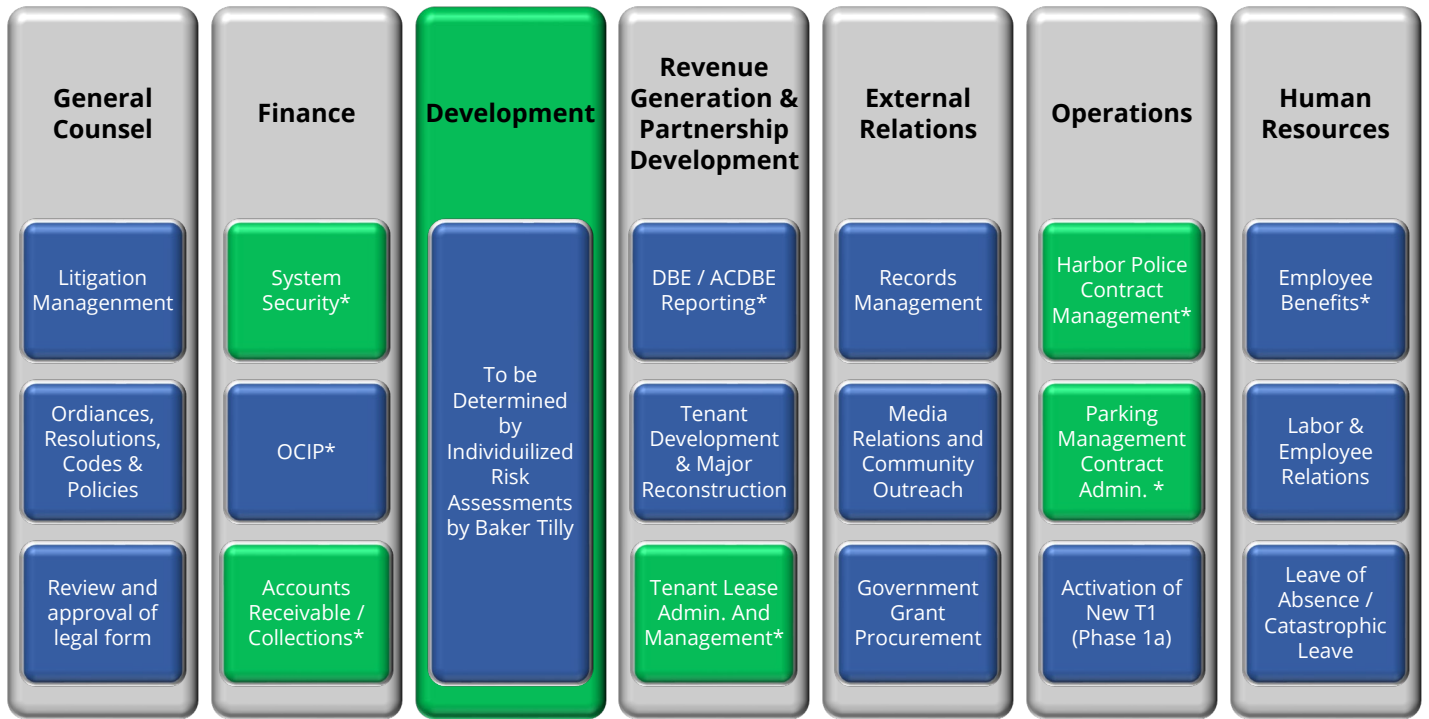 General
Counsel
Litigation
Managenment
Ordiances,
Resolutions,
Codes &
Policies
Review and
approval of
legal form
Finance
System
Security*
OCIP*
Accounts
Receivable /
Collections*
Development
To be
Determined
by
Individuilized
Risk
Assessments
by Baker Tilly
Revenue
Generation &
Partnership
Development
DBE / ACDBE
Reporting*
Tenant
Development
& Major
Reconstruction
Tenant Lease
Admin. And
Management*
External
Relations
Records
Management
Media
Relations and
Community
Outreach
Government
Grant
Procurement
Operations
Harbor Police
Contract
Management*
Parking
Management
Contract
Admin. *
Activation of
New T1
(Phase 1a)
Human
Resources
Employee
Benefits*
Labor &
Employee
Relations
Leave of
Absence /
Catastrophic
Leave